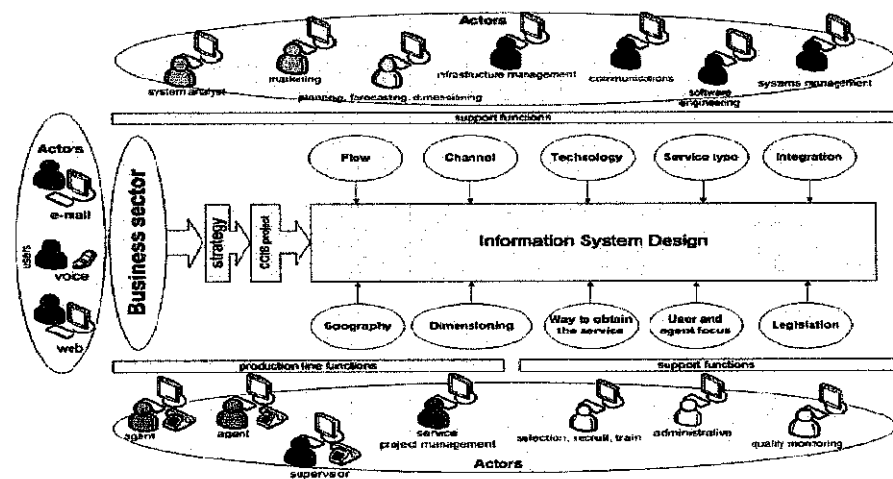 Actors
system analyst
marketing
planning, forecasting, dimensioning
infrastructure management
communications
software
engineering
systems management
support functions
Actors
e-mail
users
voice
web
Business sector
strategy
project
Flow
Channel
Technology
Service type
Integration
Information System Design
Geography
Dimensioning
Way to obtain
the service
User and
agent focus
Legislation
production line functions
support functions
agent
agent
supervisor
service
project management
selection, recruit, train
administrative
quality monitoring
Actors